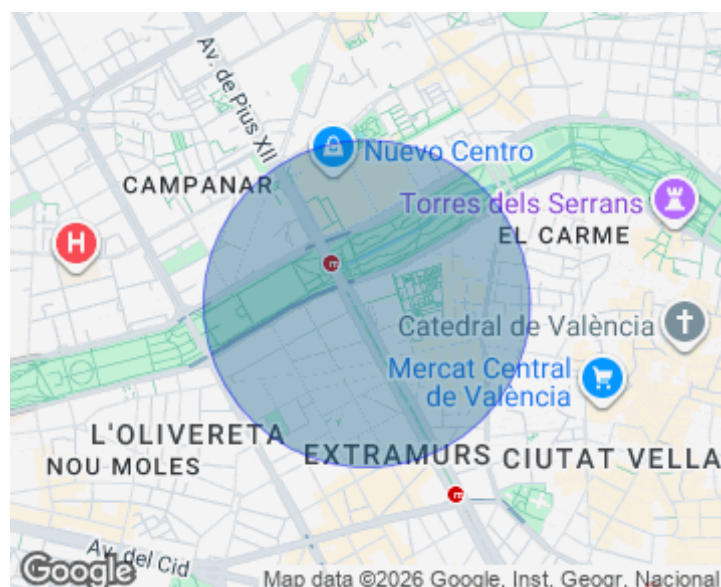 Av. de Pius XII
Nuevo Centro
CAMPANAR
Torres dels Serrans
H
EL CARME
Catedral de València
Mercat Central
de València
L'OLIVERETA
NOU MOLES
EXTRAMURS
CIUTAT VELLA
Av. del Cid
Google
Map data ©2026 Google, Inst. Geogr. Nacional